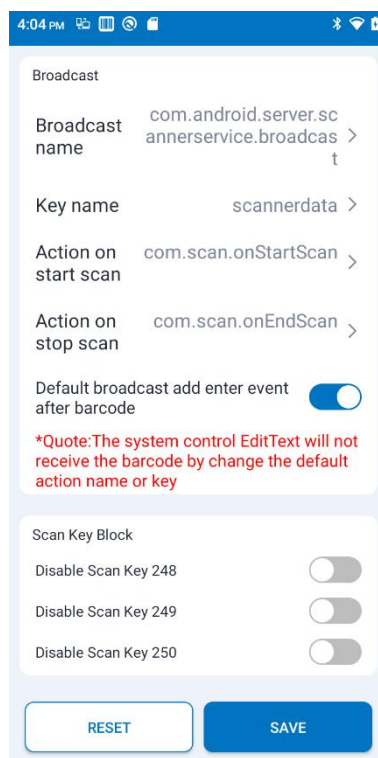 4:04 PM
Broadcast
Broadcast name
com.android.server.sc
annerservice.broadcas
t
Key name
scannerdata
Action on
start scan
com.scan.onStartScan
Action on
stop scan
com.scan.onEndScan
Default broadcast add enter event
after barcode
*Quote:The system control EditText will not
receive the barcode by change the default
action name or key
Scan Key Block
Disable Scan Key 248
Disable Scan Key 249
Disable Scan Key 250
RESET
SAVE